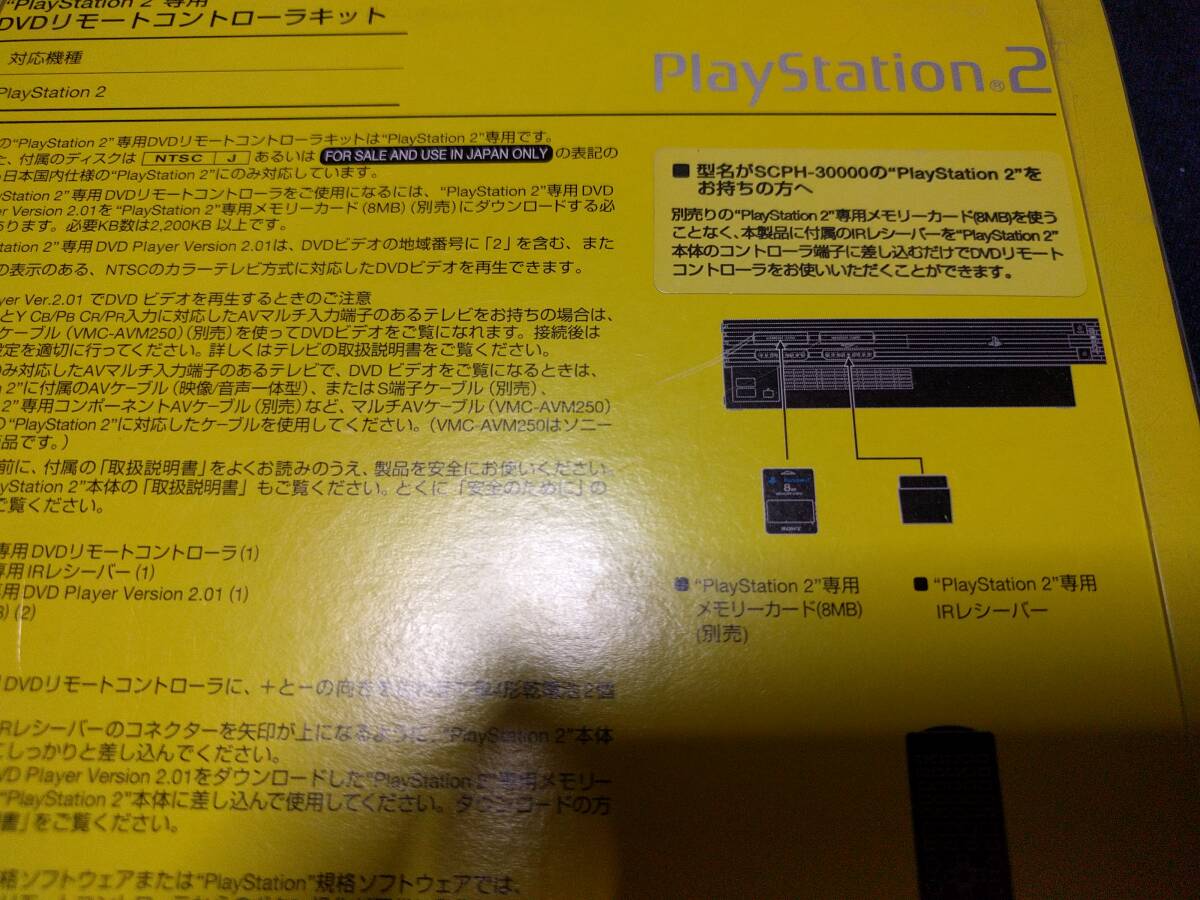 "PlayStation 2"専用
DVDリモートコントローラキット
対応機種
PlayStation 2
PlayStation®2
の"PlayStation 2"専用DVDリモートコントローラキットは"PlayStation 2"専用です。
た、付属のディスクは NTSC J あるいは FOR SALE AND USE IN JAPAN ONLY の表記の
日本国内仕様の"PlayStation 2"にのみ対応しています。
yStation 2"専用DVDリモートコントローラをご使用になるには、"PlayStation 2"専用DVD
er Version 2.01を"PlayStation 2"専用メモリーカード(8MB)(別売)にダウンロードする必
ります。必要KB数は2,200KB以上です。
tation 2"専用DVD Player Version 2.01は、DVDビデオの地域番号に「2」を含む、また
の表示のある、NTSCのカラーテレビ方式に対応したDVDビデオを再生できます。
ayer Ver.2.01 でDVD ビデオを再生するときのご注意
とY CB/PB CR/PR入力に対応したAVマルチ入力端子のあるテレビをお持ちの場合は、
ケーブル(VMC-AVM250)(別売)を使ってDVDビデオをご覧になれます。接続後は
設定を適切に行ってください。詳しくはテレビの取扱説明書をご覧ください。
のみ対応したAVマルチ入力端子のあるテレビで、DVD ビデオをご覧になるときは、
n 2"に付属のAVケーブル(映像/音声一体型)、またはS端子ケーブル(別売)、
2"専用コンポーネントAVケーブル(別売)など、マルチAVケーブル(VMC-AVM250)
の"PlayStation 2"に対応したケーブルを使用してください。(VMC-AVM250はソニー
商品です。)
前に、付属の「取扱説明書」をよくお読みのうえ、製品を安全にお使いください。
yStation 2"本体の「取扱説明書」もご覧ください。とくに「安全のために」の
ご覧ください。
専用DVDリモートコントローラ(1)
専用IRレシーバー(1)
専用DVD Player Version 2.01 (1)
(2)
DVDリモートコントローラに、+と−の向きを
IRレシーバーのコネクターを矢印が上になるように、"PlayStation 2"本体
にしっかりと差し込んでください。
VD Player Version 2.01をダウンロードした"PlayStation 2"専用メモリー
"PlayStation 2"本体に差し込んで使用してください。ダウンロードの方
書」をご覧ください。
格ソフトウェアまたは"PlayStation"規格ソフトウェアでは、
■ 型名がSCPH-30000の"PlayStation 2"を
お持ちの方へ
別売りの"PlayStation 2"専用メモリーカード(8MB)を使う
ことなく、本製品に付属のIRレシーバーを"PlayStation 2"
本体のコントローラ端子に差し込むだけでDVDリモート
コントローラをお使いいただくことができます。
8MB
SONY
■ "PlayStation 2"専用
メモリーカード(8MB)
(別売)
■ "PlayStation 2"専用
IRレシーバー